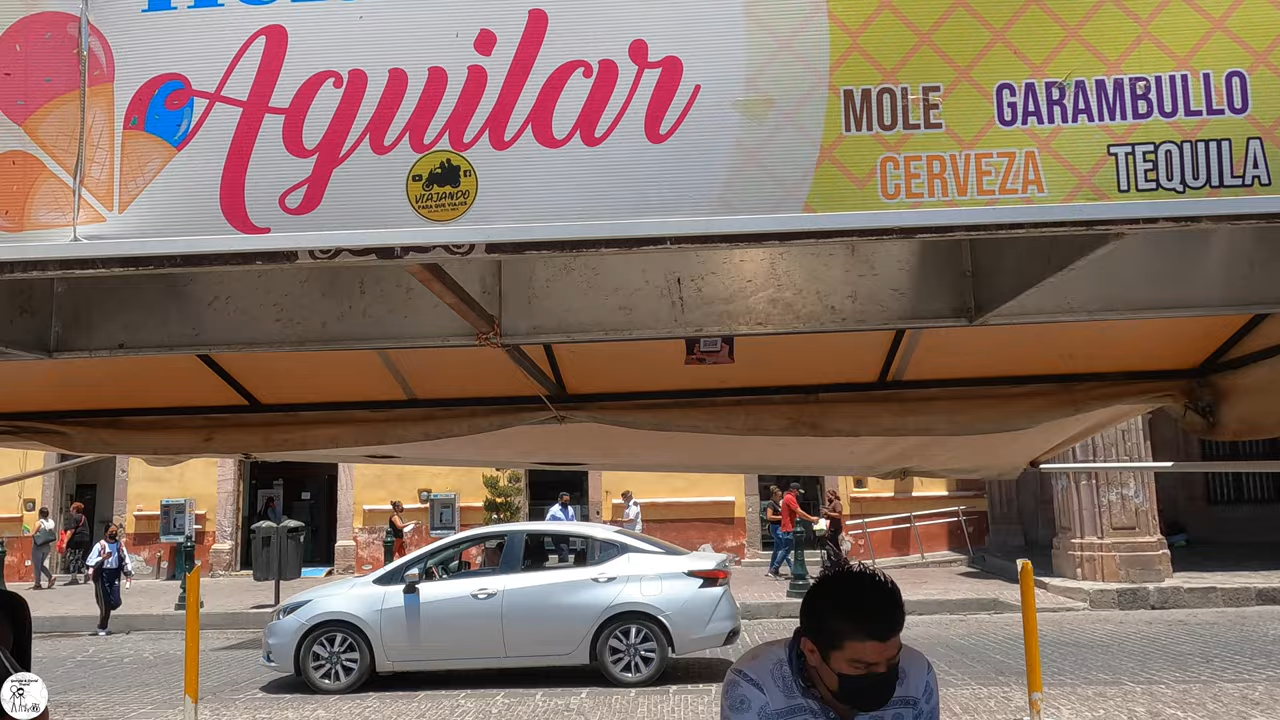 Aguilar
MOLE GARAMBULLO
CERVEZA TEQUILA
VIAJANDO
PARA QUE VIAJES